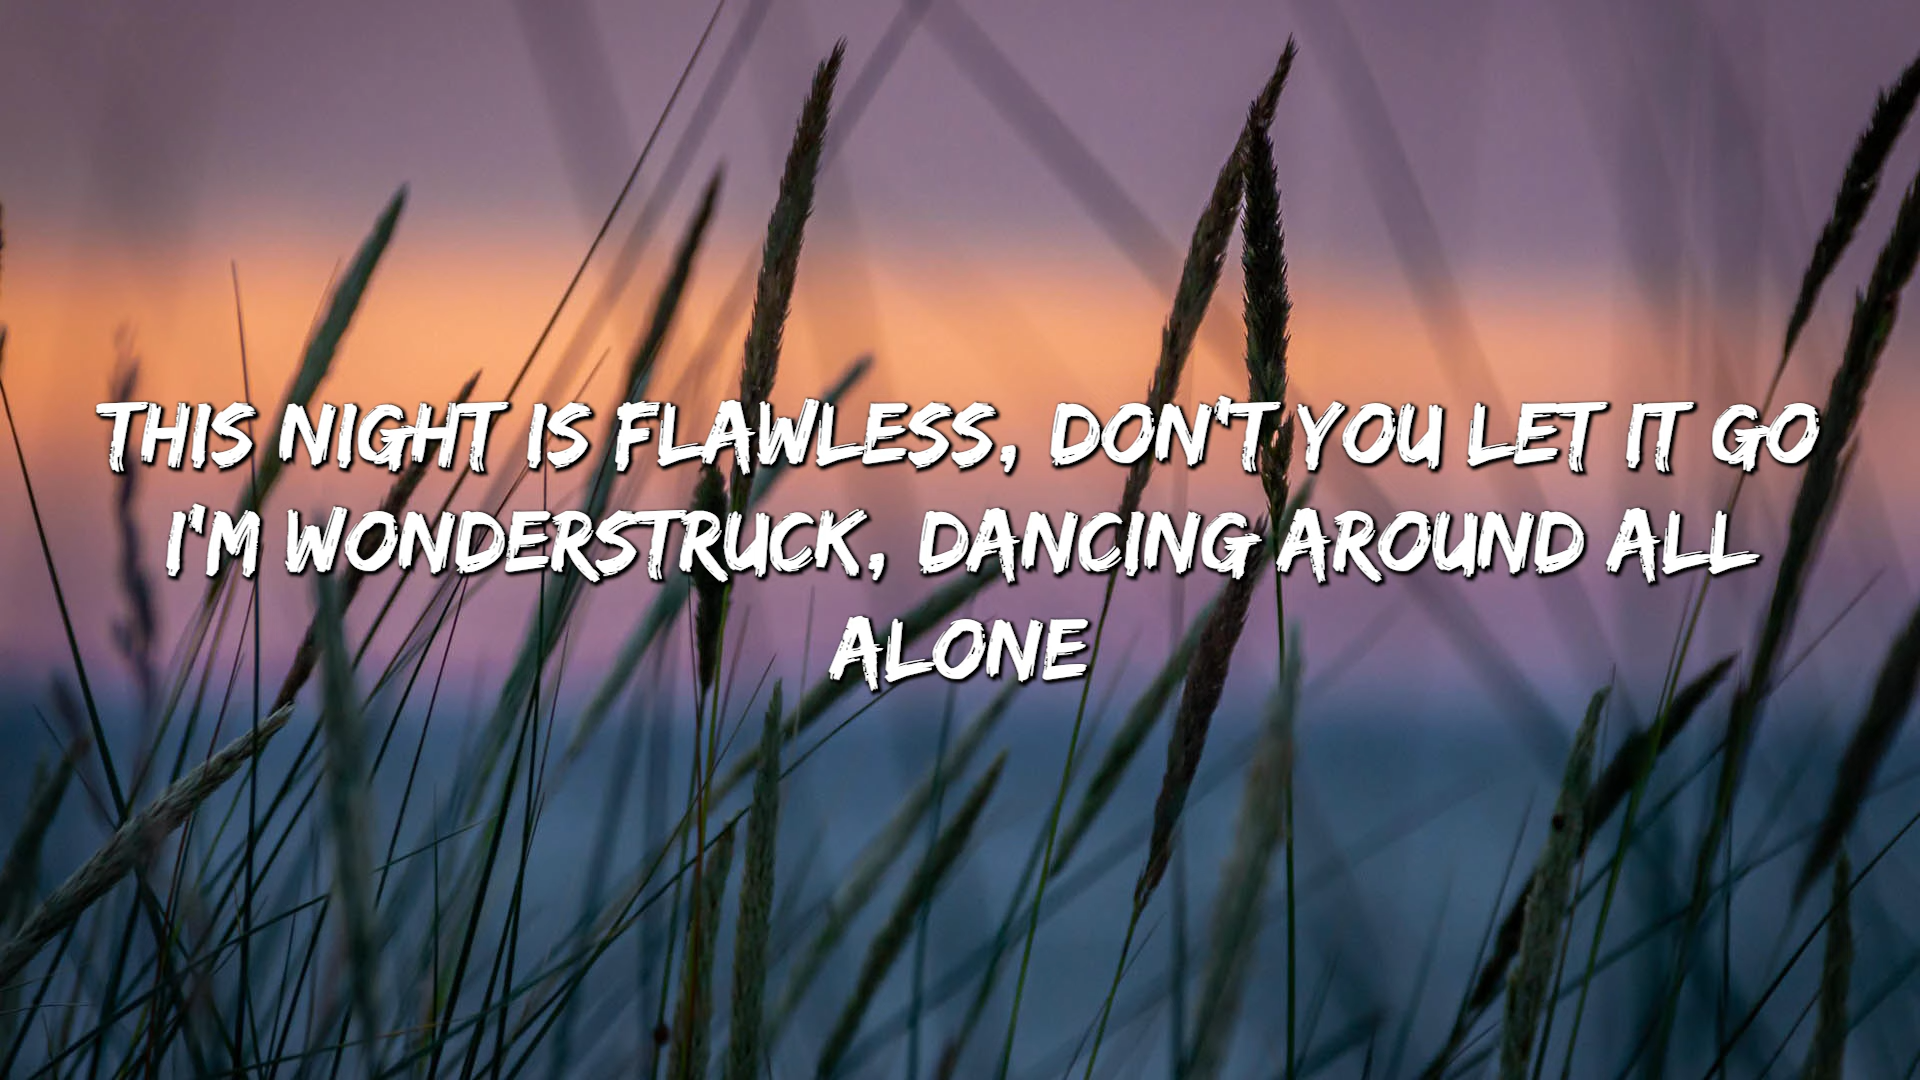 THIS NIGHT IS FLAWLESS, DON'T YOU LET IT GO
I'M WONDERSTRUCK, DANCING AROUND ALL
ALONE